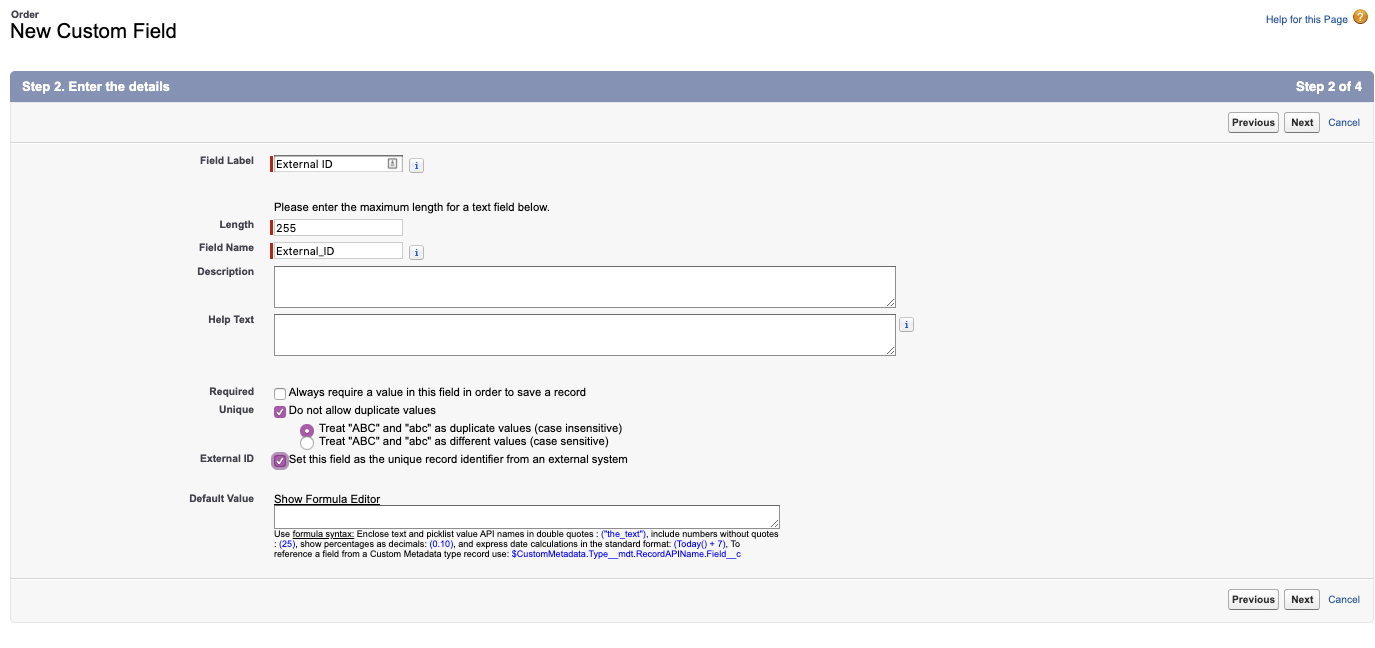 Order
New Custom Field
Help for this Page ?
Step 2. Enter the details
Step 2 of 4
Previous Next Cancel
Field Label External ID i
Please enter the maximum length for a text field below.
Length 255
Field Name External_ID i
Description
Help Text i
Required Always require a value in this field in order to save a record
Unique Do not allow duplicate values
Treat "ABC" and "abc" as duplicate values (case insensitive)
Treat "ABC" and "abc" as different values (case sensitive)
External ID Set this field as the unique record identifier from an external system
Default Value Show Formula Editor
Use formula syntax: Enclose text and picklist value API names in double quotes : ("the_text"), include numbers without quotes
: (25), show percentages as decimals: (0.10), and express date calculations in the standard format: (Today() + 7), To
reference a field from a Custom Metadata type record use: $CustomMetadata.Type__mdt.RecordAPIName.Field__c
Previous Next Cancel